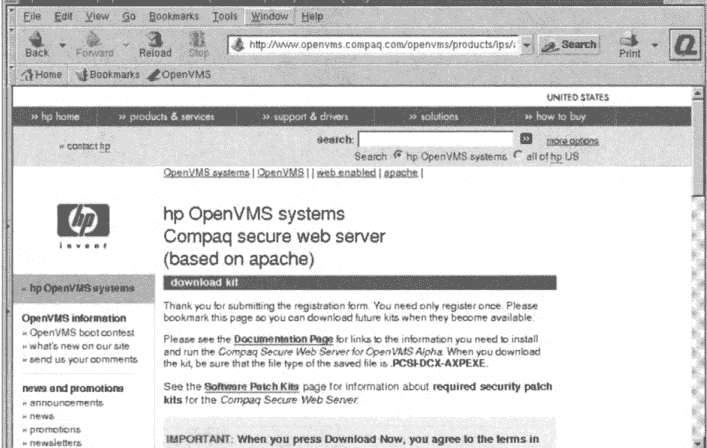 File Edit View Go Bookmarks Tools Window Help
Back Forward Reload Stop http://www.openvms.compaq.com/openvms/products/ips/ Search Print
Home Bookmarks OpenVMS
UNITED STATES
» hp home » products & services » support & drivers » solutions » how to buy
» contact hp
search: » more options
Search hp OpenVMS systems all of hp US
OpenVMS systems | OpenVMS | | web enabled | apache |
hp
invent
hp OpenVMS systems
Compaq secure web server
(based on apache)
» hp OpenVMS systems
OpenVMS information
» OpenVMS boot contest
» what's new on our site
» send us your comments
news and promotions
» announcements
» news
» promotions
» newsletters
download kit
Thank you for submitting the registration form. You need only register once. Please
bookmark this page so you can download future kits when they become available.
Please see the Documentation Page for links to the information you need to install
and run the Compaq Secure Web Server for OpenVMS Alpha. When you download
the kit, be sure that the file type of the saved file is .PCSI-DCX-AXPEXE.
See the Software Patch Kits page for information about required security patch
kits for the Compaq Secure Web Server.
IMPORTANT: When you press Download Now, you agree to the terms in